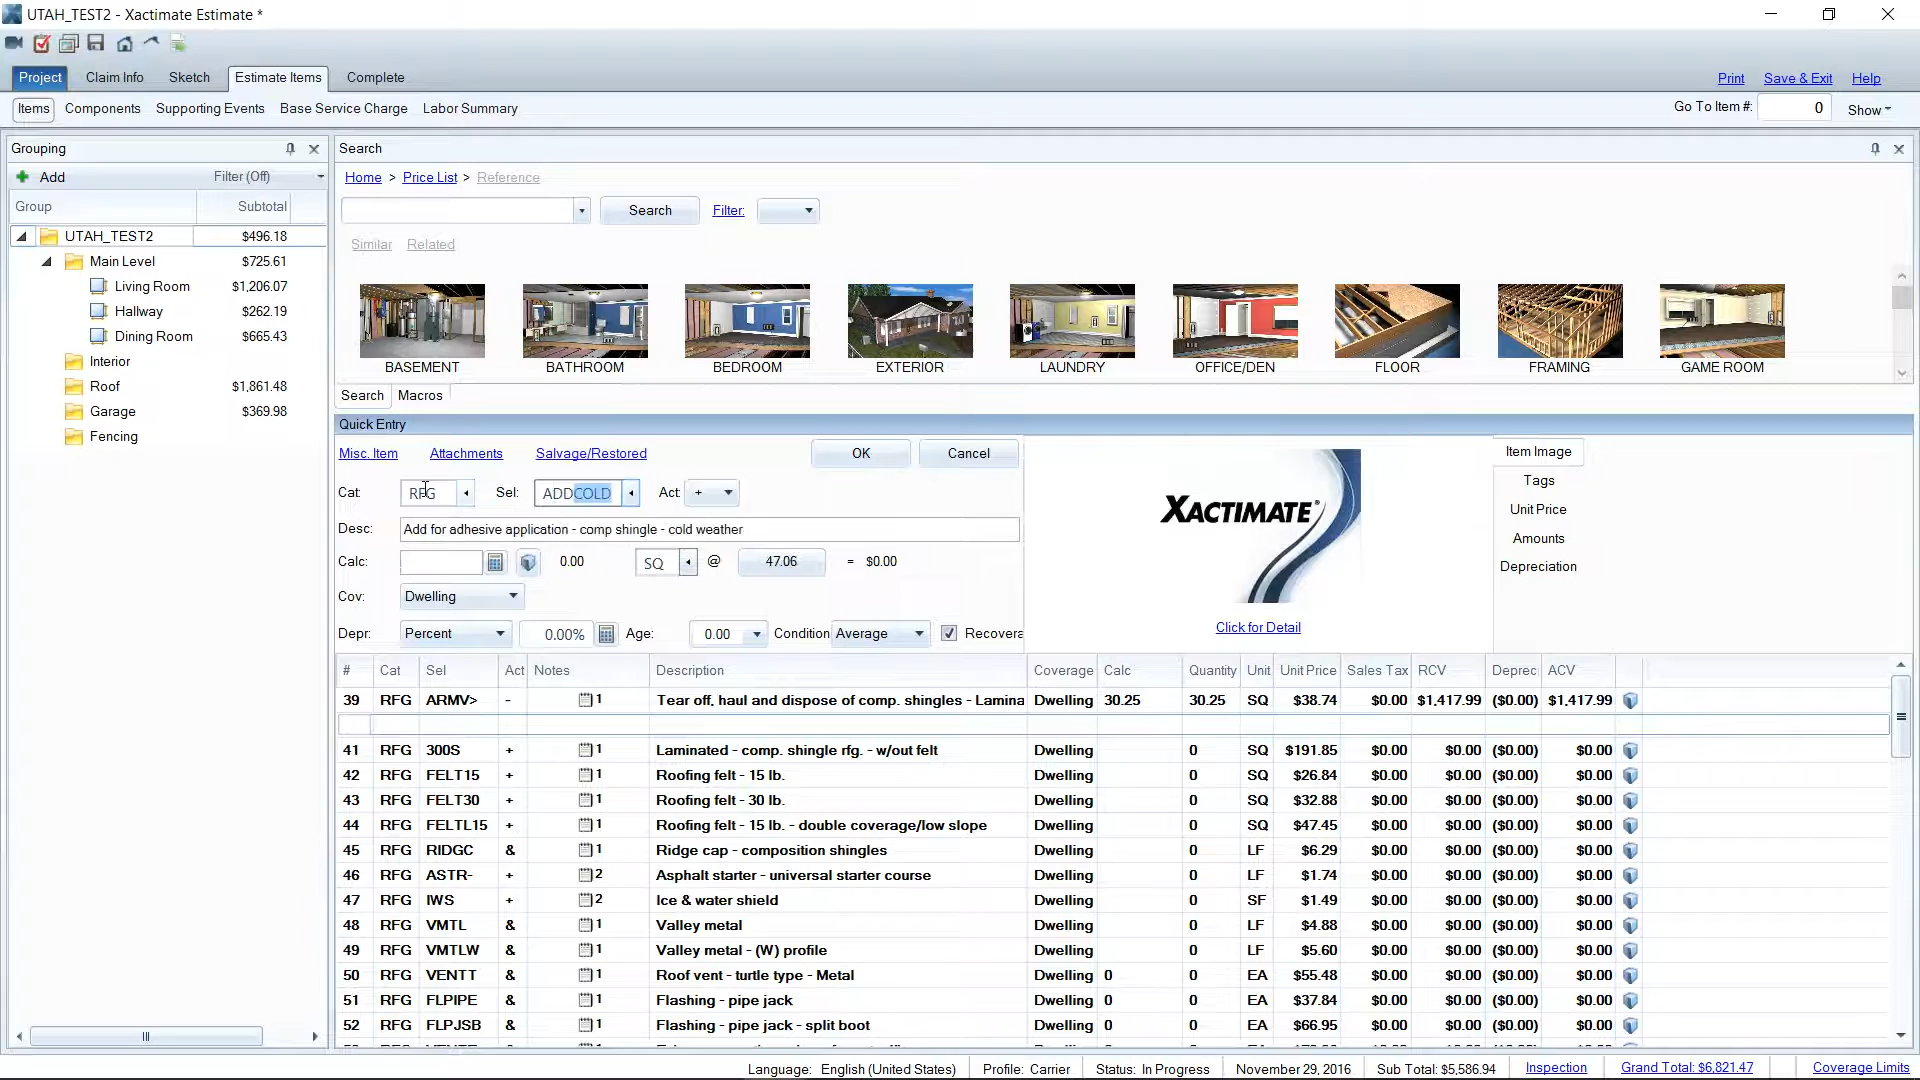 UTAH_TEST2 - Xactimate Estimate *
Project Claim Info Sketch Estimate Items Complete
Print Save & Exit Help
Items Components Supporting Events Base Service Charge Labor Summary
Go To Item #: 0 Show
Grouping
Add Filter (Off)
Group Subtotal
UTAH_TEST2 $496.18
Main Level $725.61
Living Room $1,206.07
Hallway $262.19
Dining Room $665.43
Interior
Roof $1,861.48
Garage $369.98
Fencing
Search
Home > Price List > Reference
Search Filter:
Similar Related
BASEMENT BATHROOM BEDROOM EXTERIOR LAUNDRY OFFICE/DEN FLOOR FRAMING GAME ROOM
Search Macros
Quick Entry
Misc. Item Attachments Salvage/Restored OK Cancel
Cat: RFG Sel: ADDCOLD Act: +
Desc: Add for adhesive application - comp shingle - cold weather
Calc: 0.00 SQ @ 47.06 = $0.00
Cov: Dwelling
Depr: Percent 0.00% Age: 0.00 Condition Average Recovera
XACTIMATE®
Click for Detail
Item Image
Tags
Unit Price
Amounts
Depreciation
# Cat Sel Act Notes Description Coverage Calc Quantity Unit Unit Price Sales Tax RCV Deprec ACV
39 RFG ARMV> - 1 Tear off, haul and dispose of comp. shingles - Lamina Dwelling 30.25 30.25 SQ $38.74 $0.00 $1,417.99 ($0.00) $1,417.99
41 RFG 300S + 1 Laminated - comp. shingle rfg. - w/out felt Dwelling 0 SQ $191.85 $0.00 $0.00 ($0.00) $0.00
42 RFG FELT15 + 1 Roofing felt - 15 lb. Dwelling 0 SQ $26.84 $0.00 $0.00 ($0.00) $0.00
43 RFG FELT30 + 1 Roofing felt - 30 lb. Dwelling 0 SQ $32.88 $0.00 $0.00 ($0.00) $0.00
44 RFG FELTL15 + 1 Roofing felt - 15 lb. - double coverage/low slope Dwelling 0 SQ $47.45 $0.00 $0.00 ($0.00) $0.00
45 RFG RIDGC & 1 Ridge cap - composition shingles Dwelling 0 LF $6.29 $0.00 $0.00 ($0.00) $0.00
46 RFG ASTR- + 2 Asphalt starter - universal starter course Dwelling 0 LF $1.74 $0.00 $0.00 ($0.00) $0.00
47 RFG IWS + 2 Ice & water shield Dwelling 0 SF $1.49 $0.00 $0.00 ($0.00) $0.00
48 RFG VMTL & 1 Valley metal Dwelling 0 LF $4.88 $0.00 $0.00 ($0.00) $0.00
49 RFG VMTLW & 1 Valley metal - (W) profile Dwelling 0 LF $5.60 $0.00 $0.00 ($0.00) $0.00
50 RFG VENTT & 1 Roof vent - turtle type - Metal Dwelling 0 0 EA $55.48 $0.00 $0.00 ($0.00) $0.00
51 RFG FLPIPE & 1 Flashing - pipe jack Dwelling 0 0 EA $37.84 $0.00 $0.00 ($0.00) $0.00
52 RFG FLPJSB & 1 Flashing - pipe jack - split boot Dwelling 0 0 EA $66.95 $0.00 $0.00 ($0.00) $0.00
Language: English (United States) Profile: Carrier Status: In Progress November 29, 2016 Sub Total: $5,586.94 Inspection Grand Total: $6,821.47 Coverage Limits